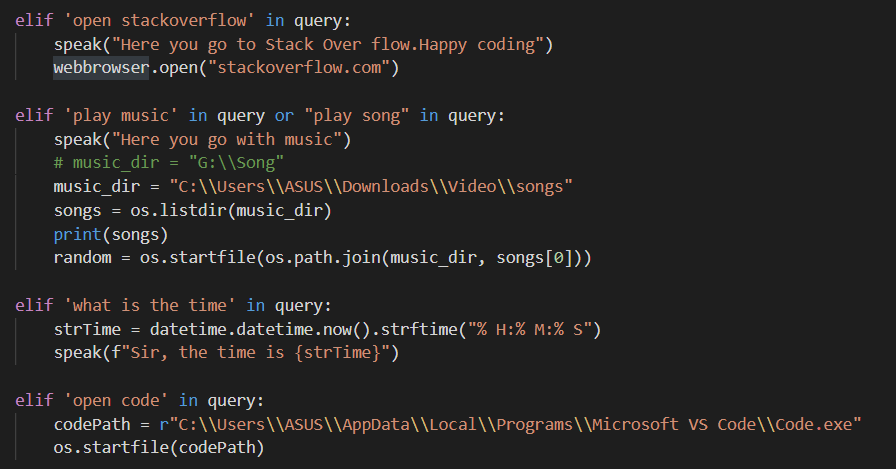 elif 'open stackoverflow' in query:
    speak("Here you go to Stack Over flow.Happy coding")
    webbrowser.open("stackoverflow.com")

elif 'play music' in query or "play song" in query:
    speak("Here you go with music")
    # music_dir = "G:\\Song"
    music_dir = "C:\\Users\\ASUS\\Downloads\\Video\\songs"
    songs = os.listdir(music_dir)
    print(songs)
    random = os.startfile(os.path.join(music_dir, songs[0]))

elif 'what is the time' in query:
    strTime = datetime.datetime.now().strftime("% H:% M:% S")
    speak(f"Sir, the time is {strTime}")

elif 'open code' in query:
    codePath = r"C:\\Users\\ASUS\\AppData\\Local\\Programs\\Microsoft VS Code\\Code.exe"
    os.startfile(codePath)